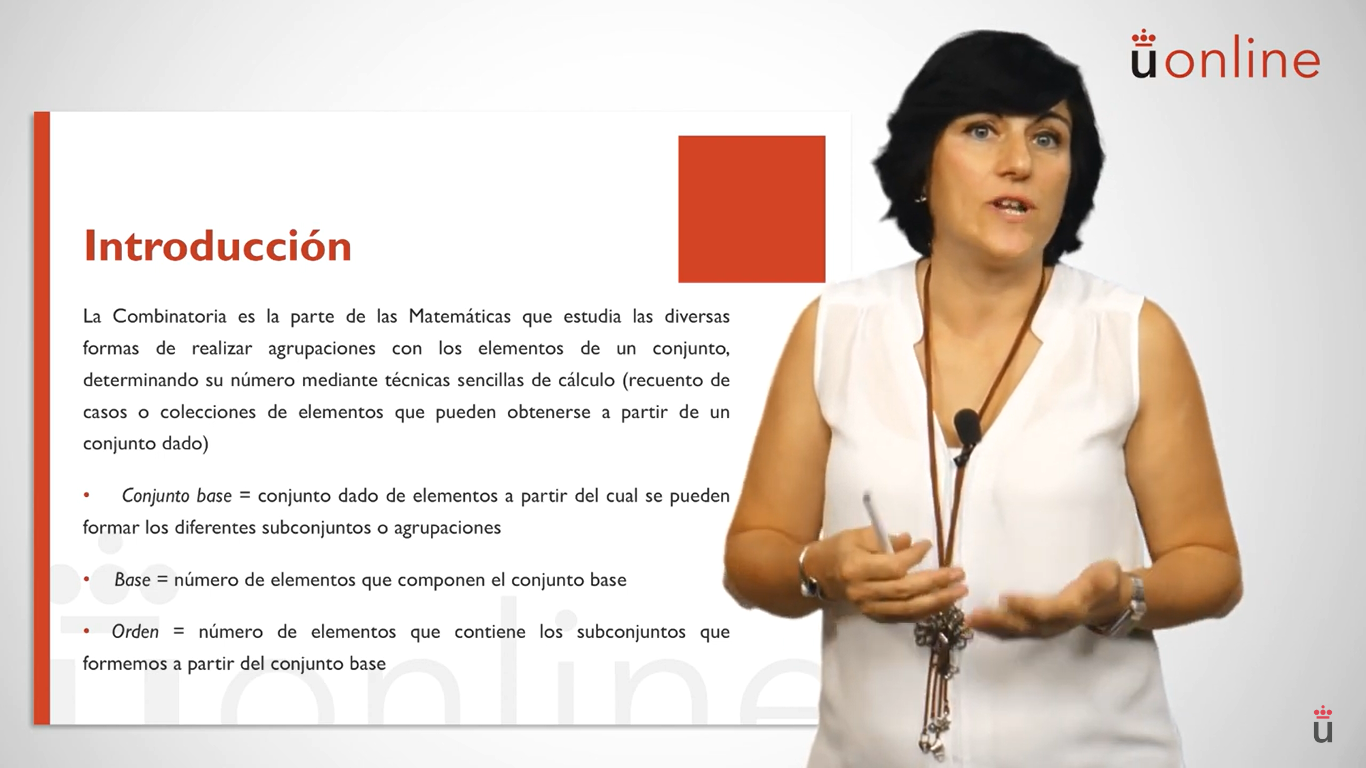 ü online
Introducción
La Combinatoria es la parte de las Matemáticas que estudia las diversas
formas de realizar agrupaciones con los elementos de un conjunto,
determinando su número mediante técnicas sencillas de cálculo (recuento de
casos o colecciones de elementos que pueden obtenerse a partir de un
conjunto dado)
• Conjunto base = conjunto dado de elementos a partir del cual se pueden
formar los diferentes subconjuntos o agrupaciones
• Base = número de elementos que componen el conjunto base
• Orden = número de elementos que contiene los subconjuntos que
formemos a partir del conjunto base
ü online
ü